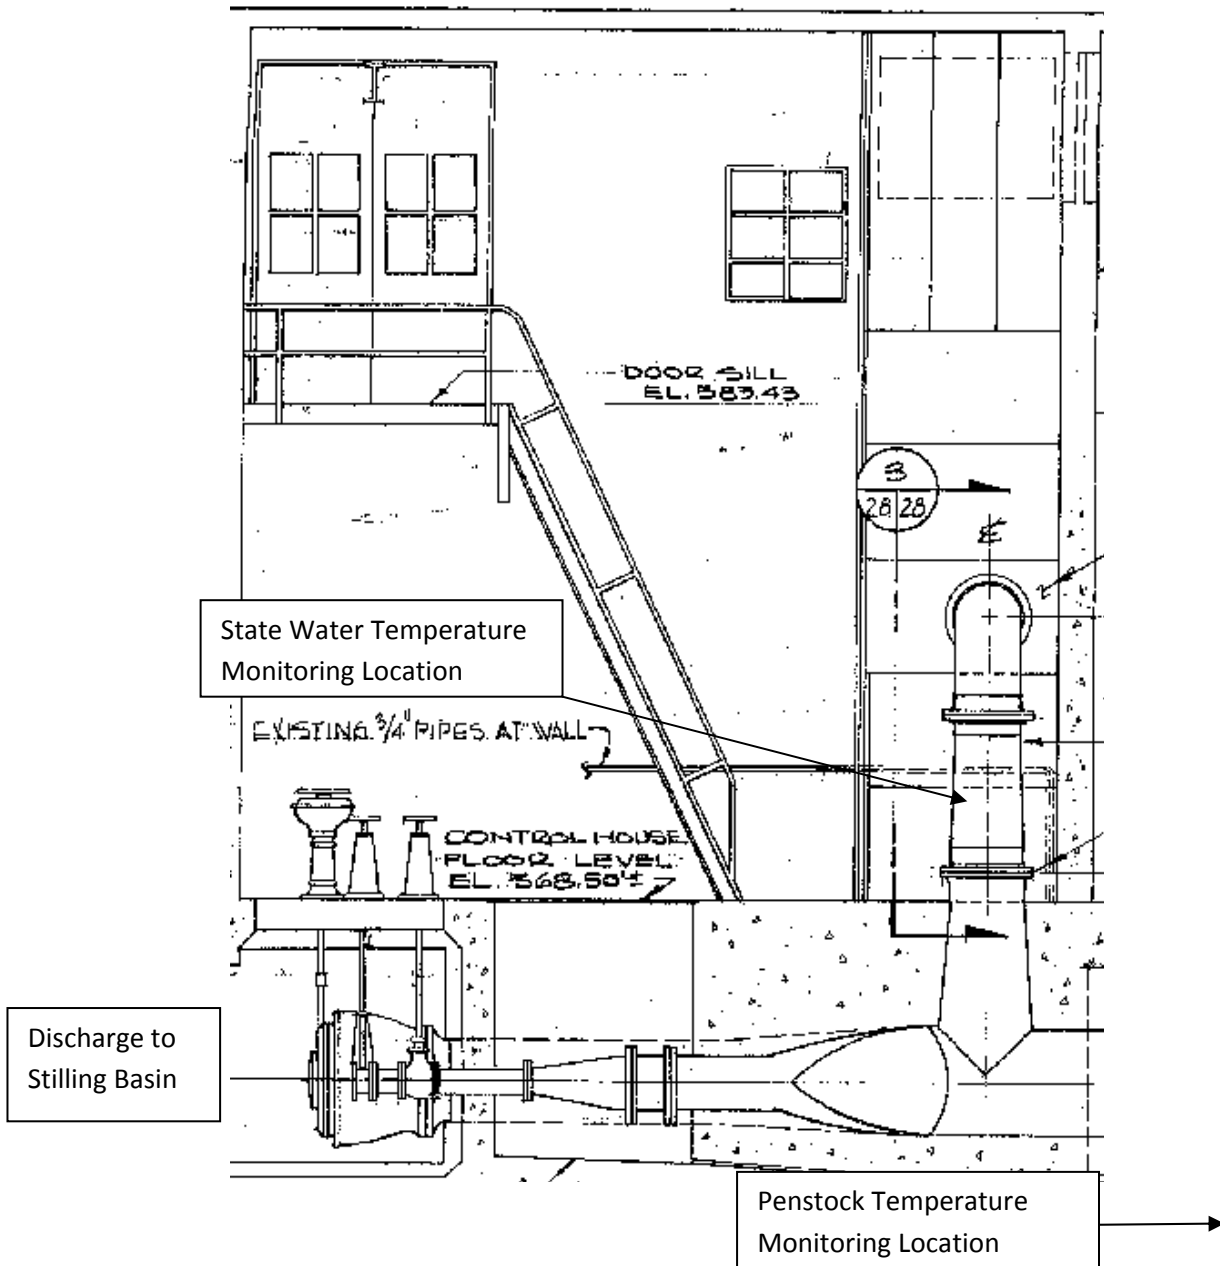 DOOR SILL
EL. 583.43
3
28 28
State Water Temperature
Monitoring Location
EXISTING 3/4" PIPES AT WALL
CONTROL HOUSE
FLOOR LEVEL
EL. 568.50±
Discharge to
Stilling Basin
Penstock Temperature
Monitoring Location